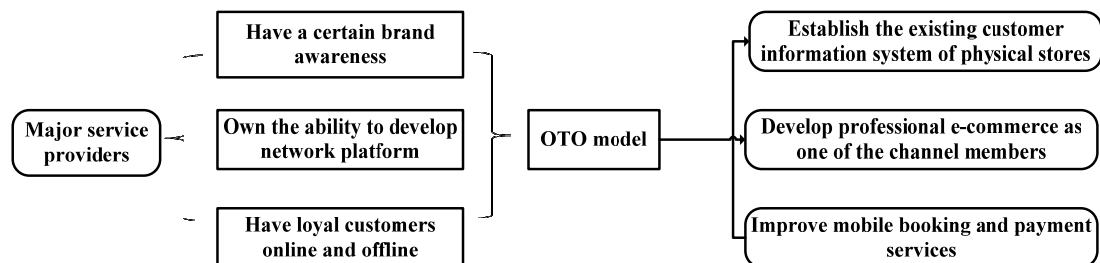 Major service
providers
Have a certain brand
awareness
Own the ability to develop
network platform
Have loyal customers
online and offline
OTO model
Establish the existing customer
information system of physical stores
Develop professional e-commerce as
one of the channel members
Improve mobile booking and payment
services